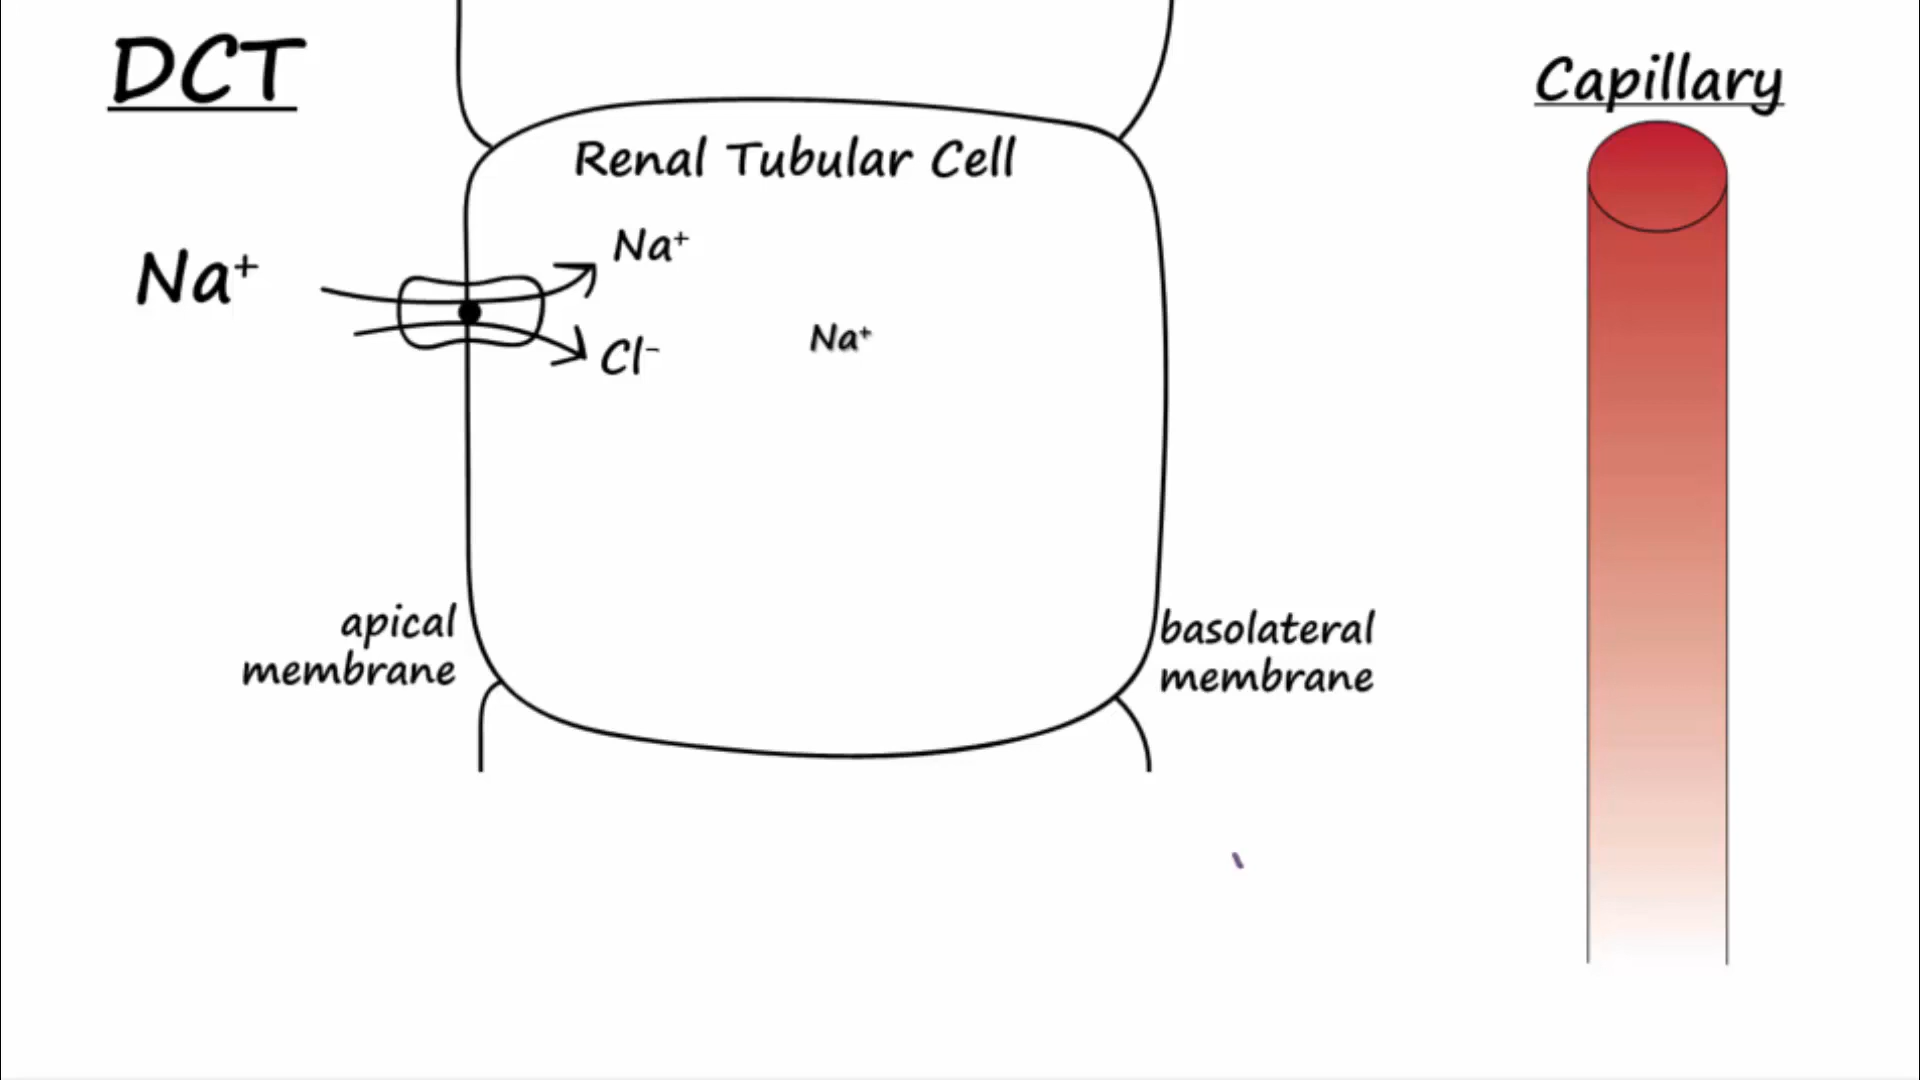 DCT
Capillary
Renal Tubular Cell
Na⁺
Na⁺
Cl⁻
Na⁺
apical
membrane
basolateral
membrane